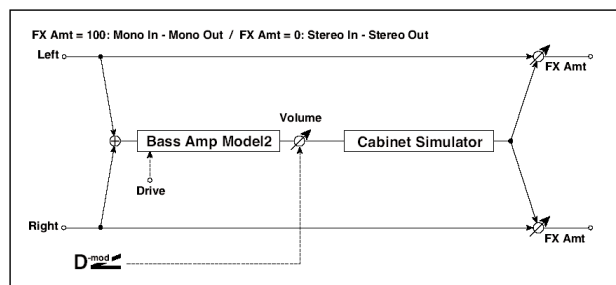 FX Amt = 100: Mono In - Mono Out / FX Amt = 0: Stereo In - Stereo Out
Left
FX Amt
Volume
Bass Amp Model2
Cabinet Simulator
Drive
Right
FX Amt
D-mod